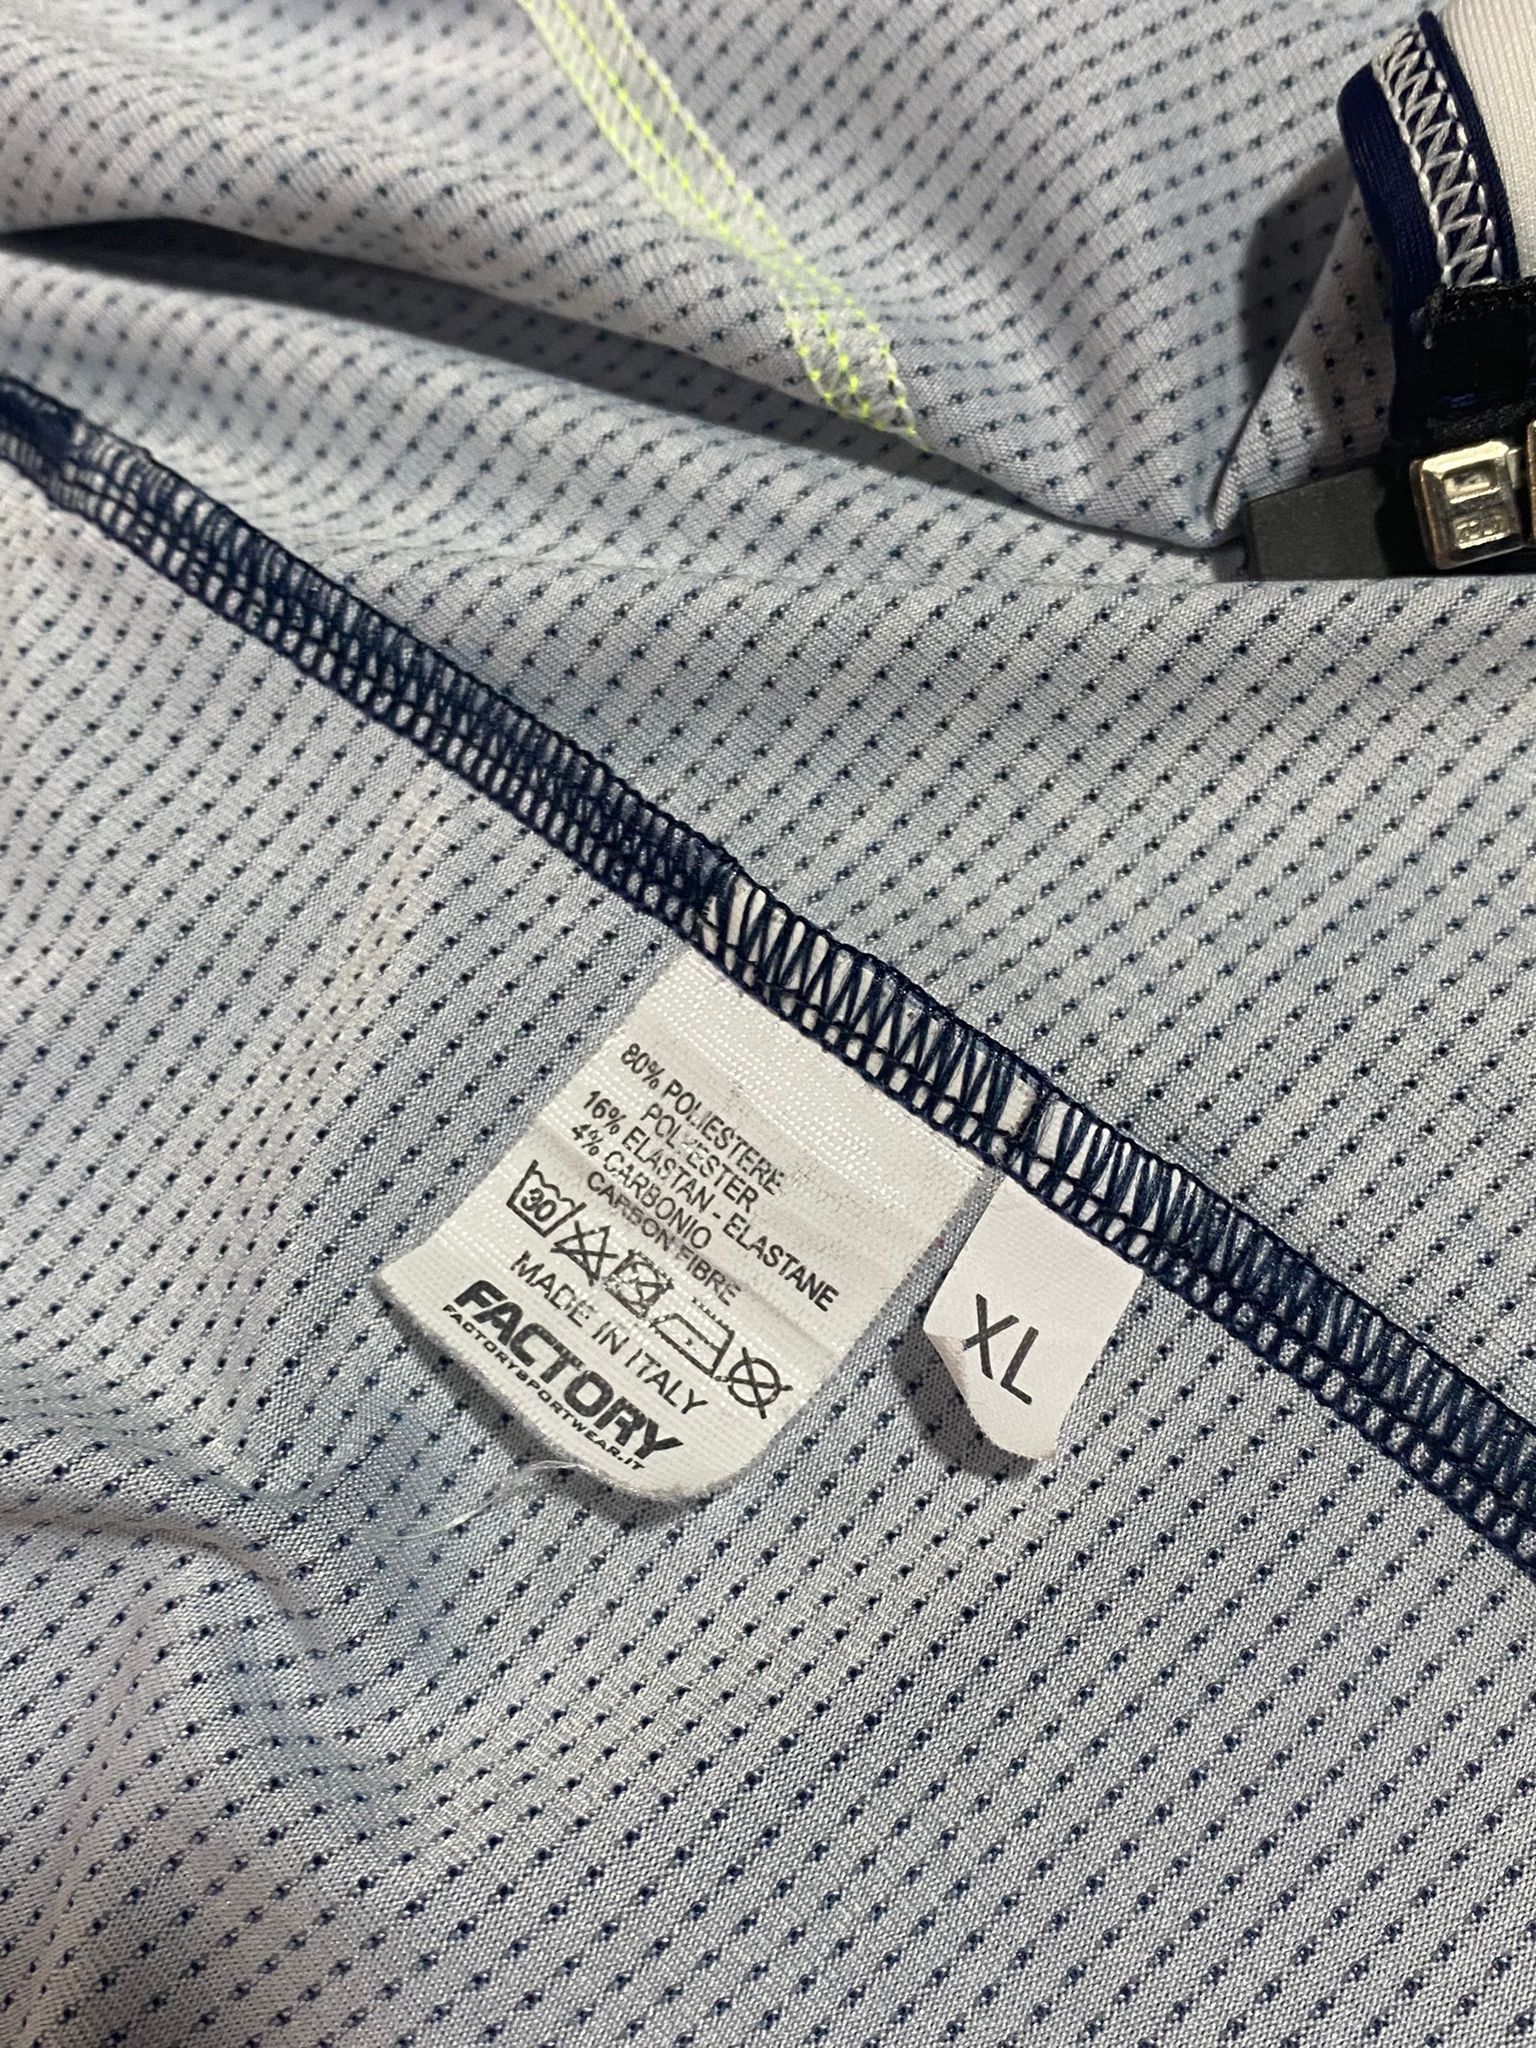 80% POLIESTERE
POLYESTER
16% ELASTAN - ELASTANE
4% CARBONIO
CARBON FIBRE
30
MADE IN ITALY
FACTORY
FACTORYSPORTWEAR.IT
XL